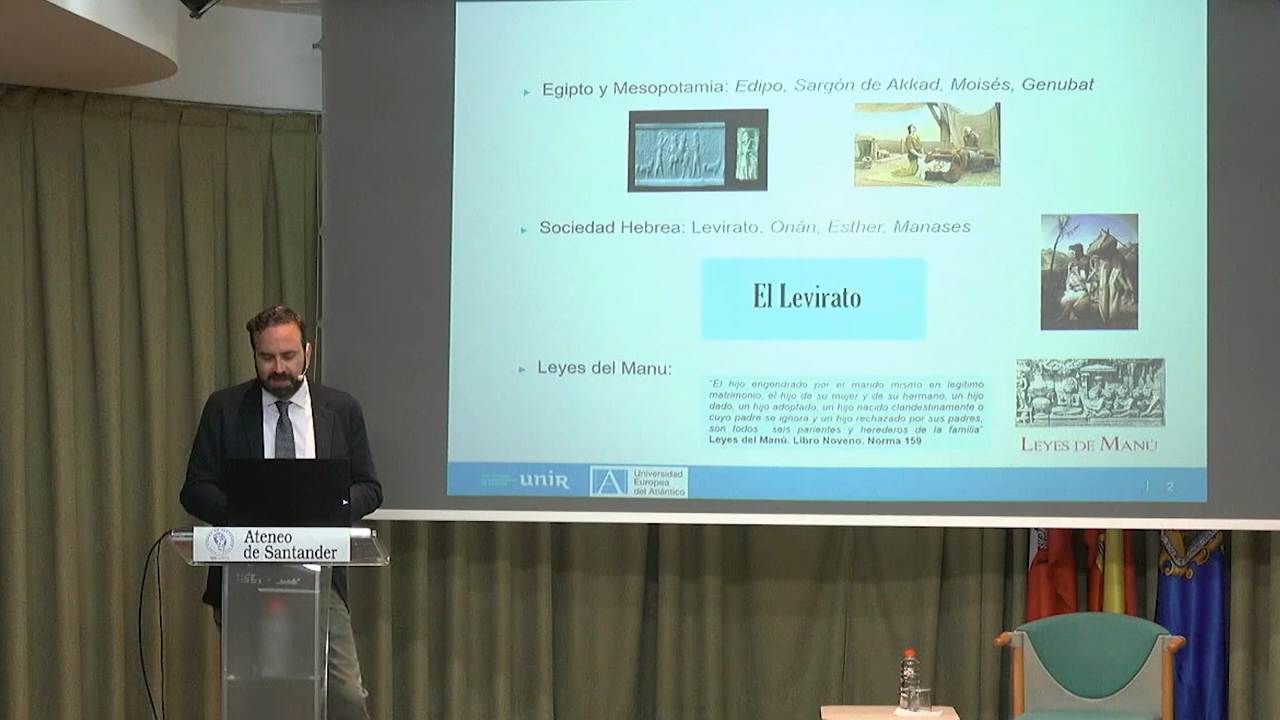 Egipto y Mesopotamia: Edipo, Sargón de Akkad, Moisés, Genubat
Sociedad Hebrea: Levirato. Onán, Esther, Manases
El Levirato
Leyes del Manu:
"El hijo engendrado por el marido mismo en legítimo
matrimonio, el hijo de su mujer y de su hermano, un hijo
dado, un hijo adoptado, un hijo nacido clandestinamente o
cuyo padre se ignora y un hijo rechazado por sus padres,
son todos seis parientes y herederos de la familia"
Leyes del Manú. Libro Noveno. Norma 159
LEYES DE MANÚ
unir
Universidad
Europea
del Atlántico
2
Ateneo
de Santander